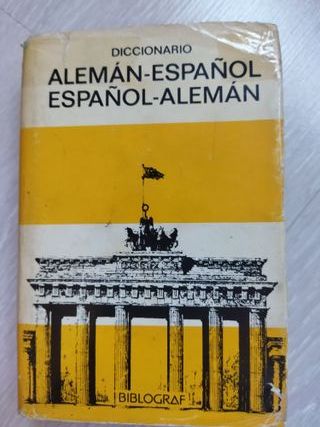 DICCIONARIO
ALEMÁN-ESPAÑOL
ESPAÑOL-ALEMÁN
BIBLOGRAF